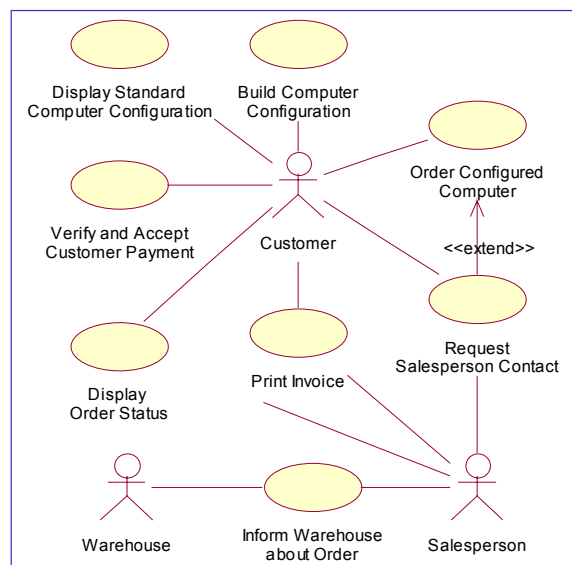 Display Standard
Computer Configuration
Build Computer
Configuration
Order Configured
Computer
Verify and Accept
Customer Payment
Customer
<<extend>>
Display
Order Status
Print Invoice
Request
Salesperson Contact
Warehouse
Inform Warehouse
about Order
Salesperson